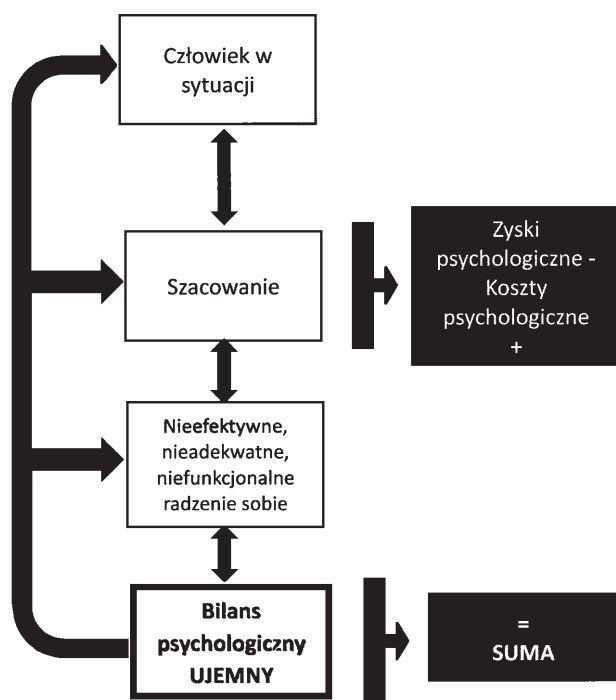 Człowiek w
sytuacji
Szacowanie
Zyski
psychologiczne -
Koszty
psychologiczne
+
Nieefektywne,
nieadekwatne,
niefunkcjonalne
radzenie sobie
Bilans
psychologiczny
UJEMNY
=
SUMA